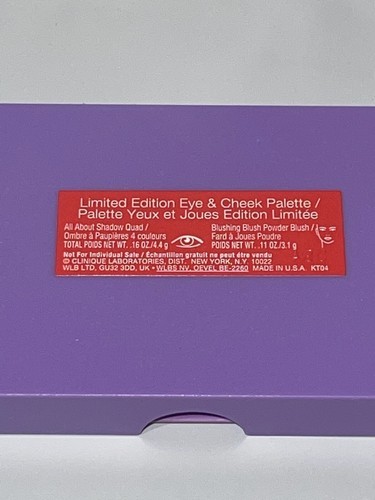 Limited Edition Eye & Cheek Palette /
Palette Yeux et Joues Edition Limitée
All About Shadow Quad /
Ombre à Paupières 4 couleurs
TOTAL POIDS NET WT. .16 OZ./4.4 g
Blushing Blush Powder Blush /
Fard à Joues Poudre
POIDS NET WT. .11 OZ./3.1 g
Not For Individual Sale / Échantillon gratuit ne peut être vendu
© CLINIQUE LABORATORIES, DIST. NEW YORK, N.Y. 10022
WLB LTD, GU32 3DD, UK • WLBS NV, OEVEL BE-2260 MADE IN U.S.A. KT04